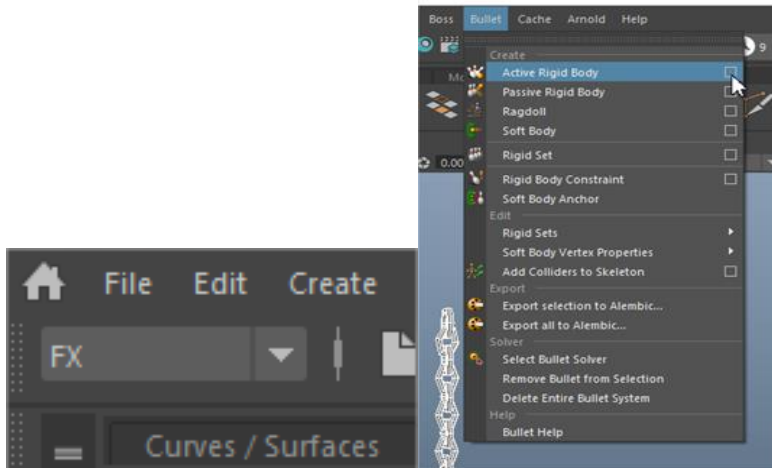 File Edit Create
FX
Curves / Surfaces
Boss Bullet Cache Arnold Help
9
Create
Active Rigid Body
Passive Rigid Body
Ragdoll
Soft Body
0.00
Rigid Set
Rigid Body Constraint
Soft Body Anchor
Edit
Rigid Sets
Soft Body Vertex Properties
Add Colliders to Skeleton
Export
Export selection to Alembic...
Export all to Alembic...
Solver
Select Bullet Solver
Remove Bullet from Selection
Delete Entire Bullet System
Help
Bullet Help